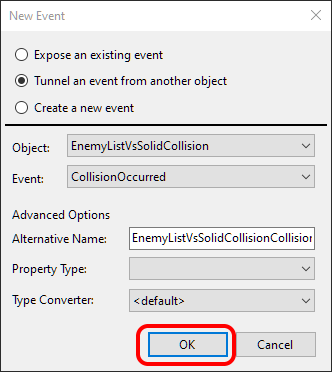 New Event
Expose an existing event
Tunnel an event from another object
Create a new event
Object: EnemyListVsSolidCollision
Event: CollisionOccurred
Advanced Options
Alternative Name: EnemyListVsSolidCollisionCollision
Property Type:
Type Converter: <default>
OK Cancel